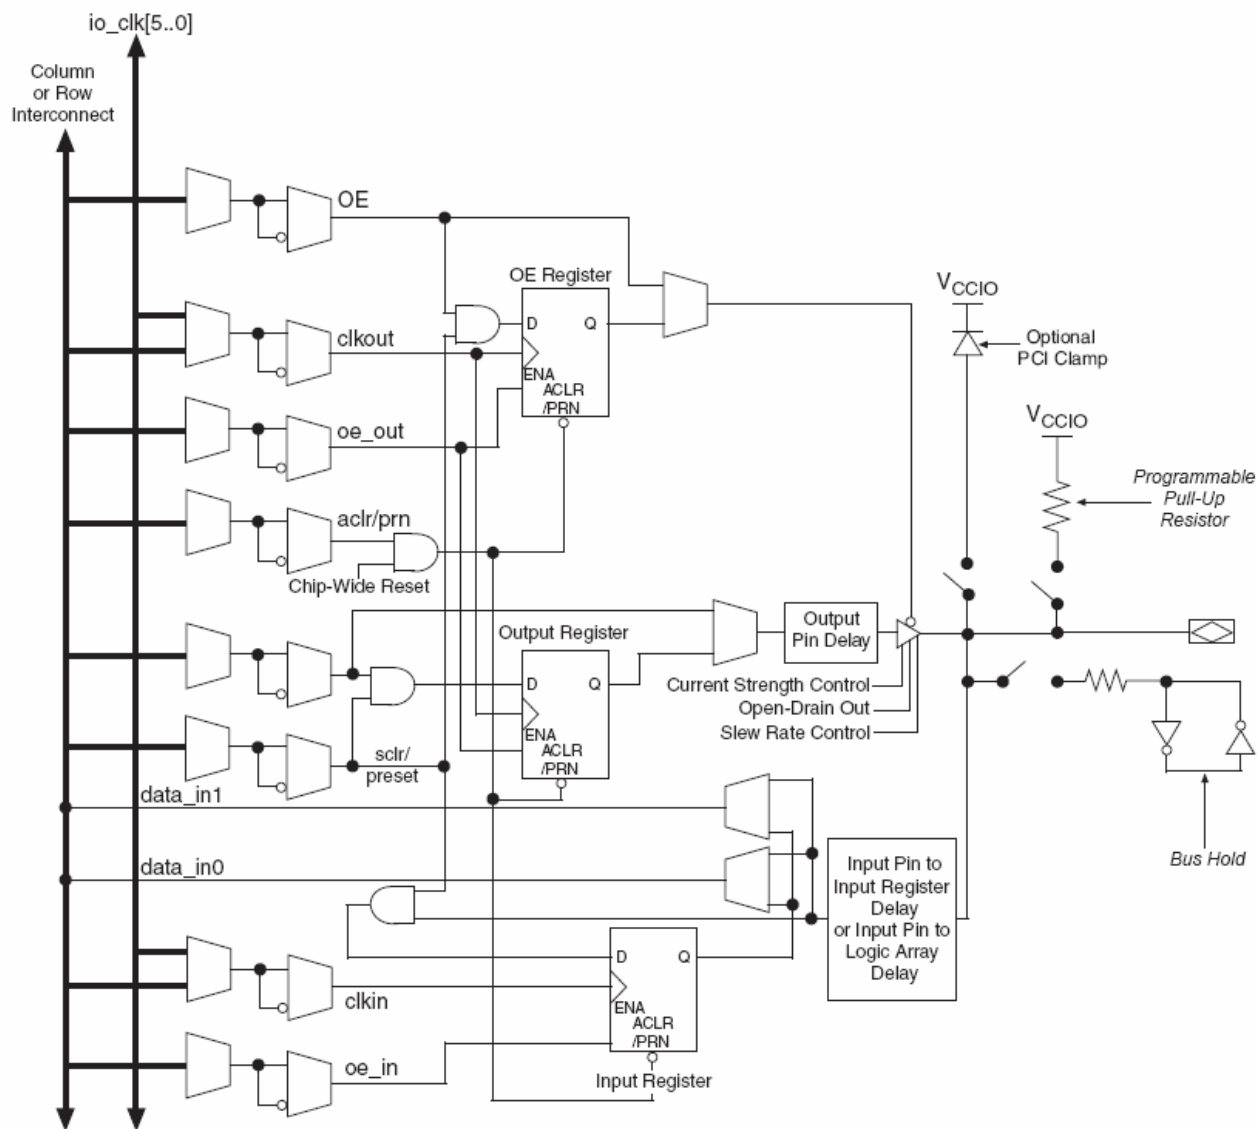 io_clk[5..0]
Column
or Row
Interconnect
OE
OE Register
D Q
ENA
ACLR
/PRN
clkout
oe_out
aclr/prn
Chip-Wide Reset
VCCIO
Optional
PCI Clamp
VCCIO
Programmable
Pull-Up
Resistor
Output Register
D Q
ENA
ACLR
/PRN
Output
Pin Delay
Current Strength Control
Open-Drain Out
Slew Rate Control
sclr/
preset
data_in1
data_in0
Input Pin to
Input Register
Delay
or Input Pin to
Logic Array
Delay
Bus Hold
D Q
ENA
ACLR
/PRN
Input Register
clkin
oe_in